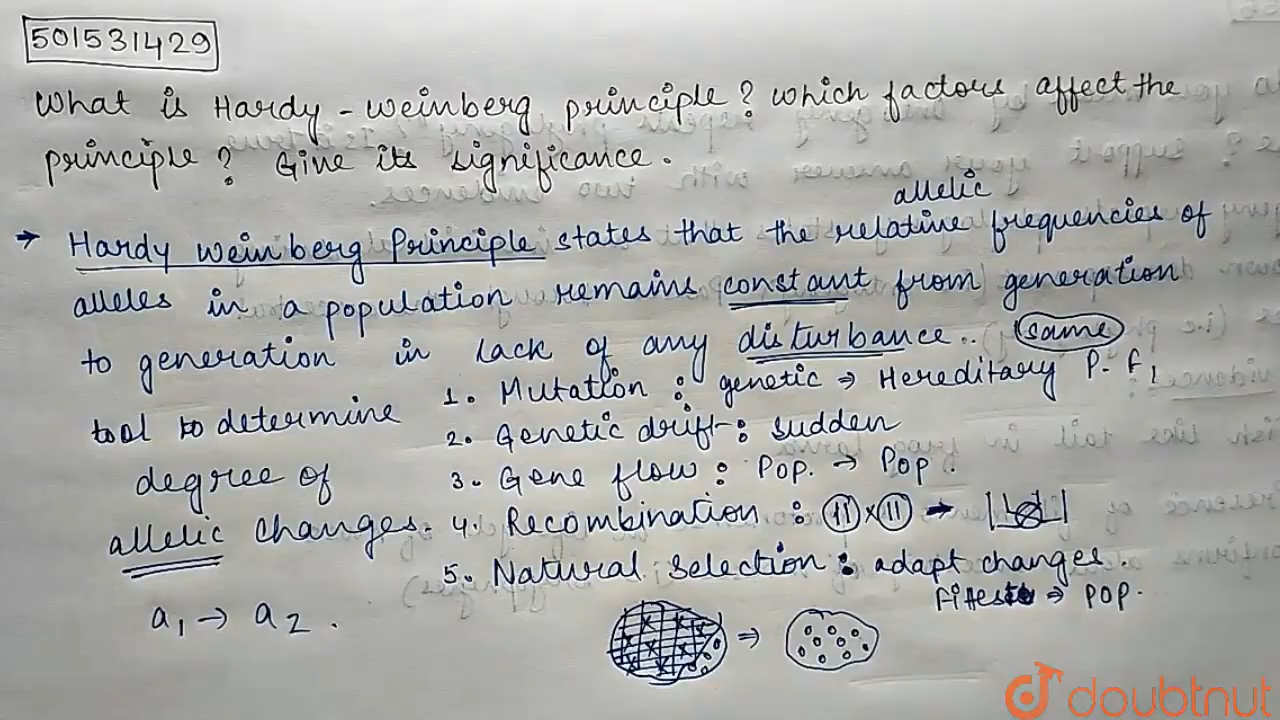 501531429
What is Hardy-Weinberg principle? Which factors affect the
principle? Give its significance.
allelic
→ Hardy Weinberg Principle states that the relative frequencies of
alleles in a population remains constant from generation
to generation in lack of any disturbance.. same
1. Mutation : genetic ⇒ Hereditary P. F1
2. Genetic drift : sudden
3. Gene flow : Pop. → Pop.
4. Recombination : 11 × 11 →
5. Natural selection : adapt changes.
Fitest ⇒ POP.
tool to determine
degree of
allelic changes.
a1 → a2.
⇒
doubtnut